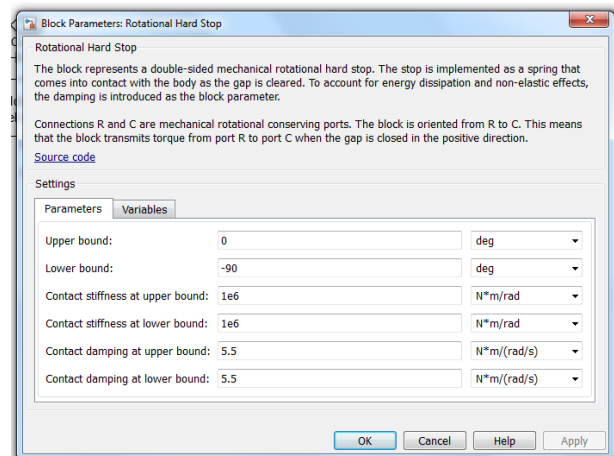 Block Parameters: Rotational Hard Stop
Rotational Hard Stop
The block represents a double-sided mechanical rotational hard stop. The stop is implemented as a spring that
comes into contact with the body as the gap is cleared. To account for energy dissipation and non-elastic effects,
the damping is introduced as the block parameter.
Connections R and C are mechanical rotational conserving ports. The block is oriented from R to C. This means
that the block transmits torque from port R to port C when the gap is closed in the positive direction.
Source code
Settings
Parameters Variables
Upper bound: 0 deg
Lower bound: -90 deg
Contact stiffness at upper bound: 1e6 N*m/rad
Contact stiffness at lower bound: 1e6 N*m/rad
Contact damping at upper bound: 5.5 N*m/(rad/s)
Contact damping at lower bound: 5.5 N*m/(rad/s)
OK Cancel Help Apply